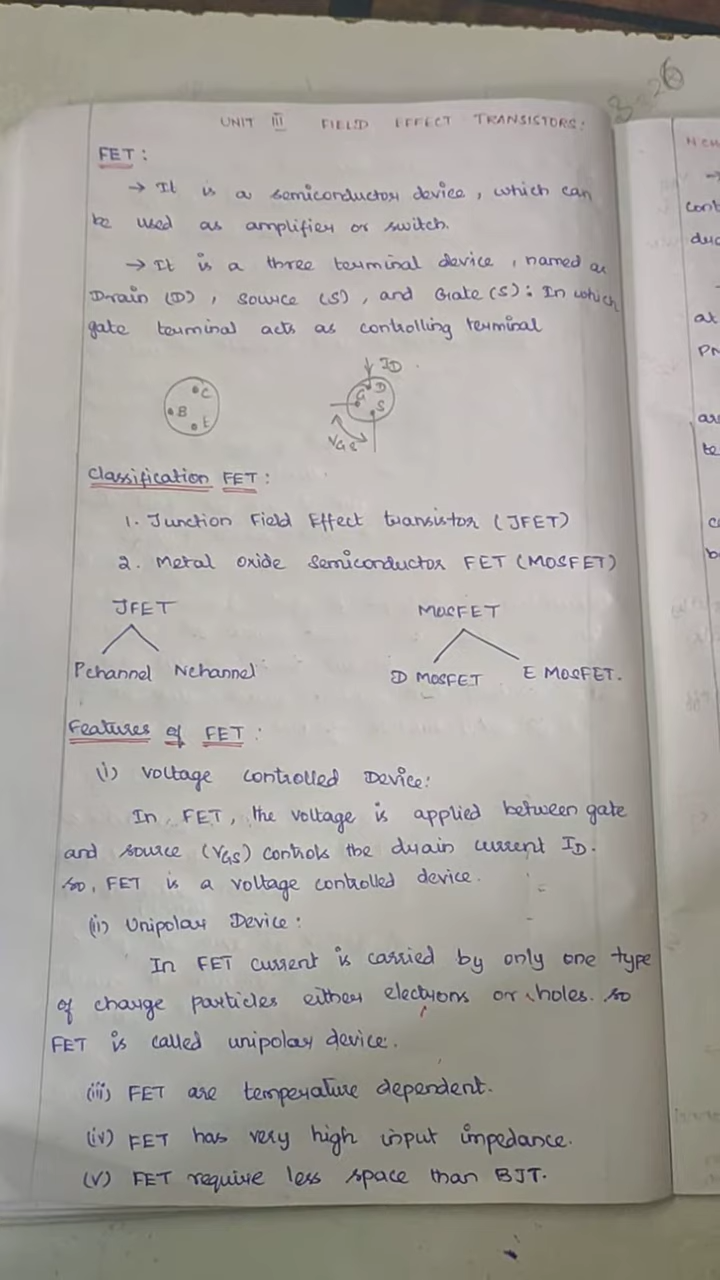 UNIT III FIELD EFFECT TRANSISTORS:
FET:
→ It is a semiconductor device, which can
be used as amplifier or switch.
→ It is a three terminal device, named as
Drain (D), source (S), and Gate (S): In which
gate terminal acts as controlling terminal
C
B
E
ID
D
G
S
VGS
Classification FET:
1. Junction Field Effect transistor (JFET)
2. Metal oxide semiconductor FET (MOSFET)
JFET MOSFET
Pchannel Nchannel D MOSFET E MOSFET.
Features of FET:
(i) voltage controlled Device:
In, FET, the voltage is applied between gate
and source (VGS) controls the drain current ID.
so, FET is a voltage controlled device.
(ii) Unipolar Device:
In FET current is carried by only one type
of charge particles either electrons or holes. so
FET is called unipolar device.
(iii) FET are temperature dependent.
(iv) FET has very high input impedance.
(v) FET require less space than BJT.
cont
at